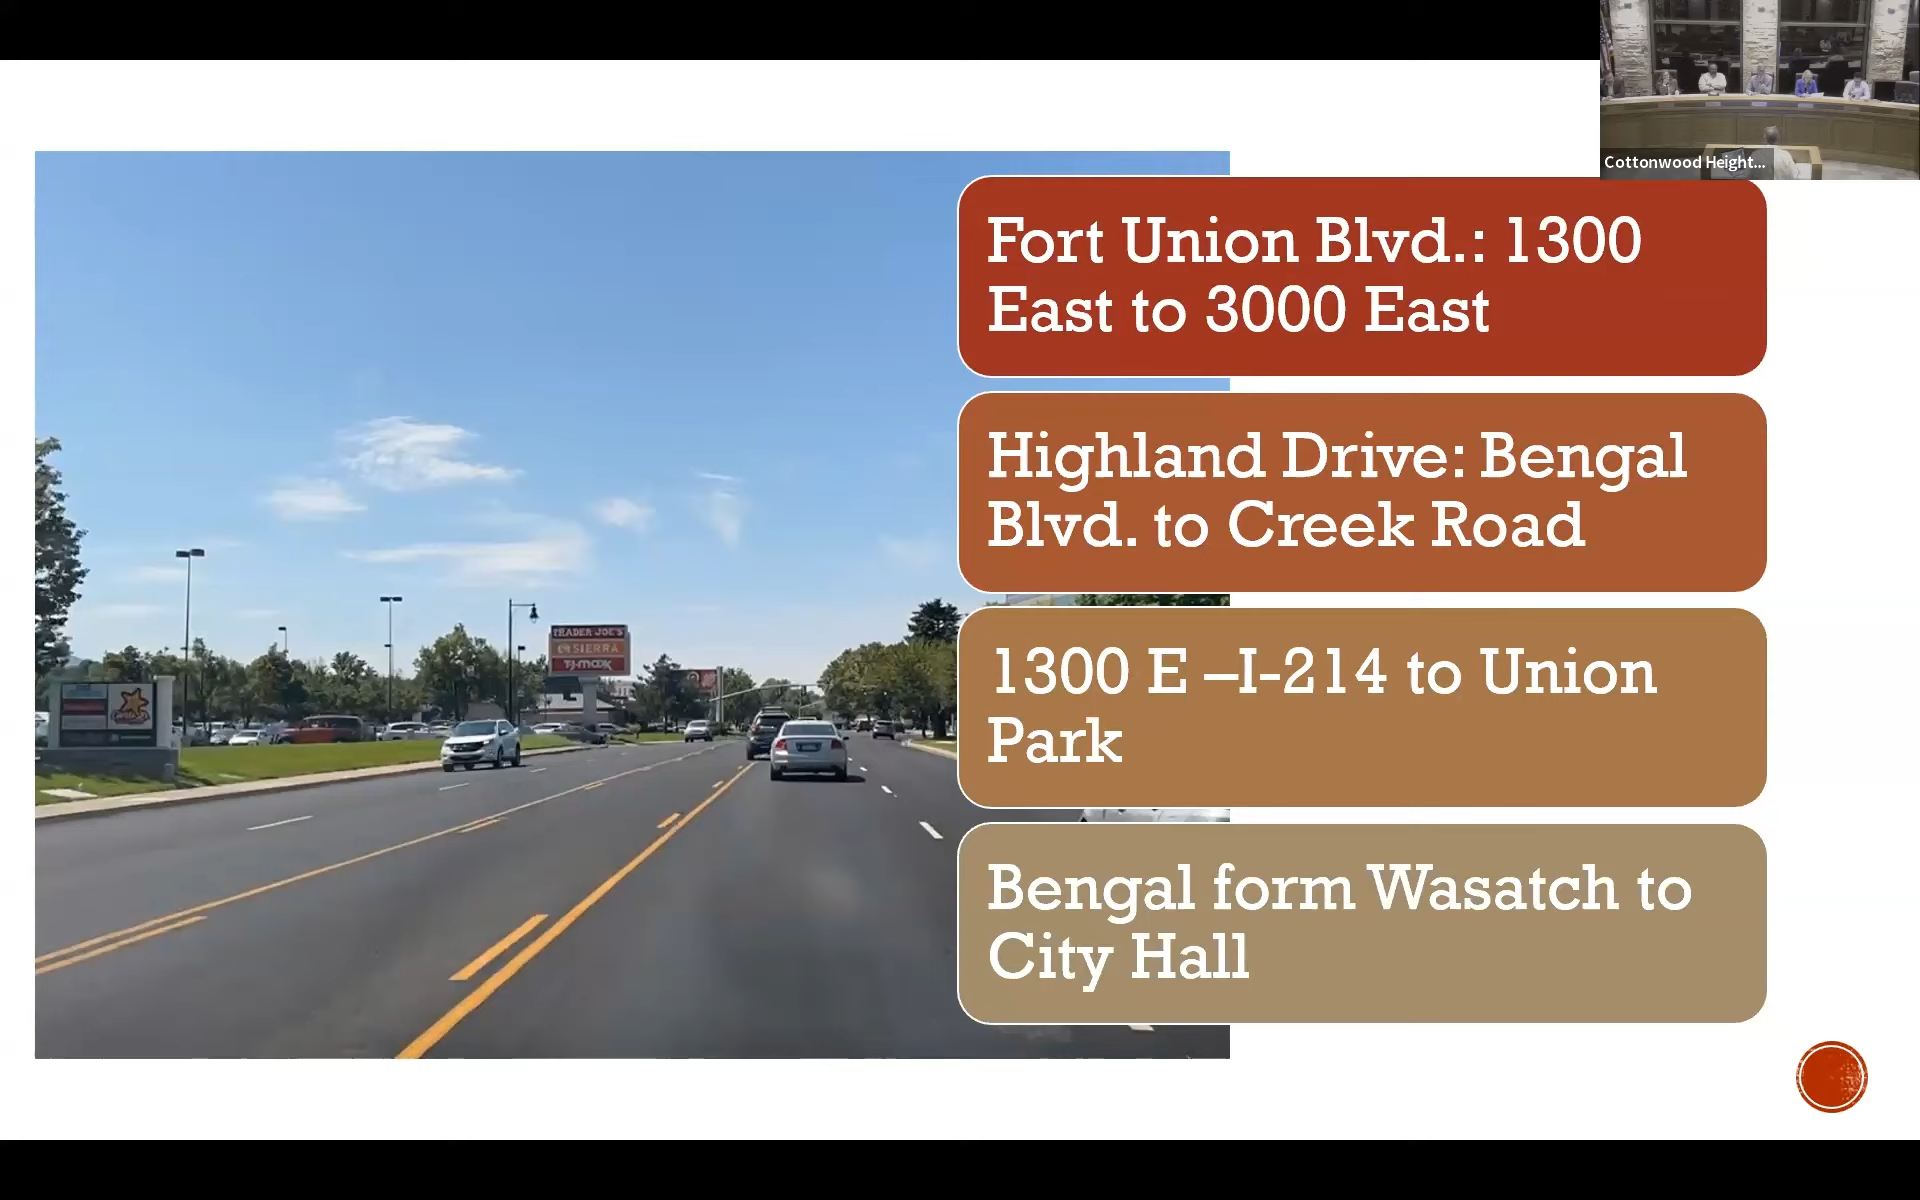 Cottonwood Height...
Fort Union Blvd.: 1300
East to 3000 East
Highland Drive: Bengal
Blvd. to Creek Road
1300 E –I-214 to Union
Park
Bengal form Wasatch to
City Hall
TRADER JOE'S
SIERRA
T.J.maxx